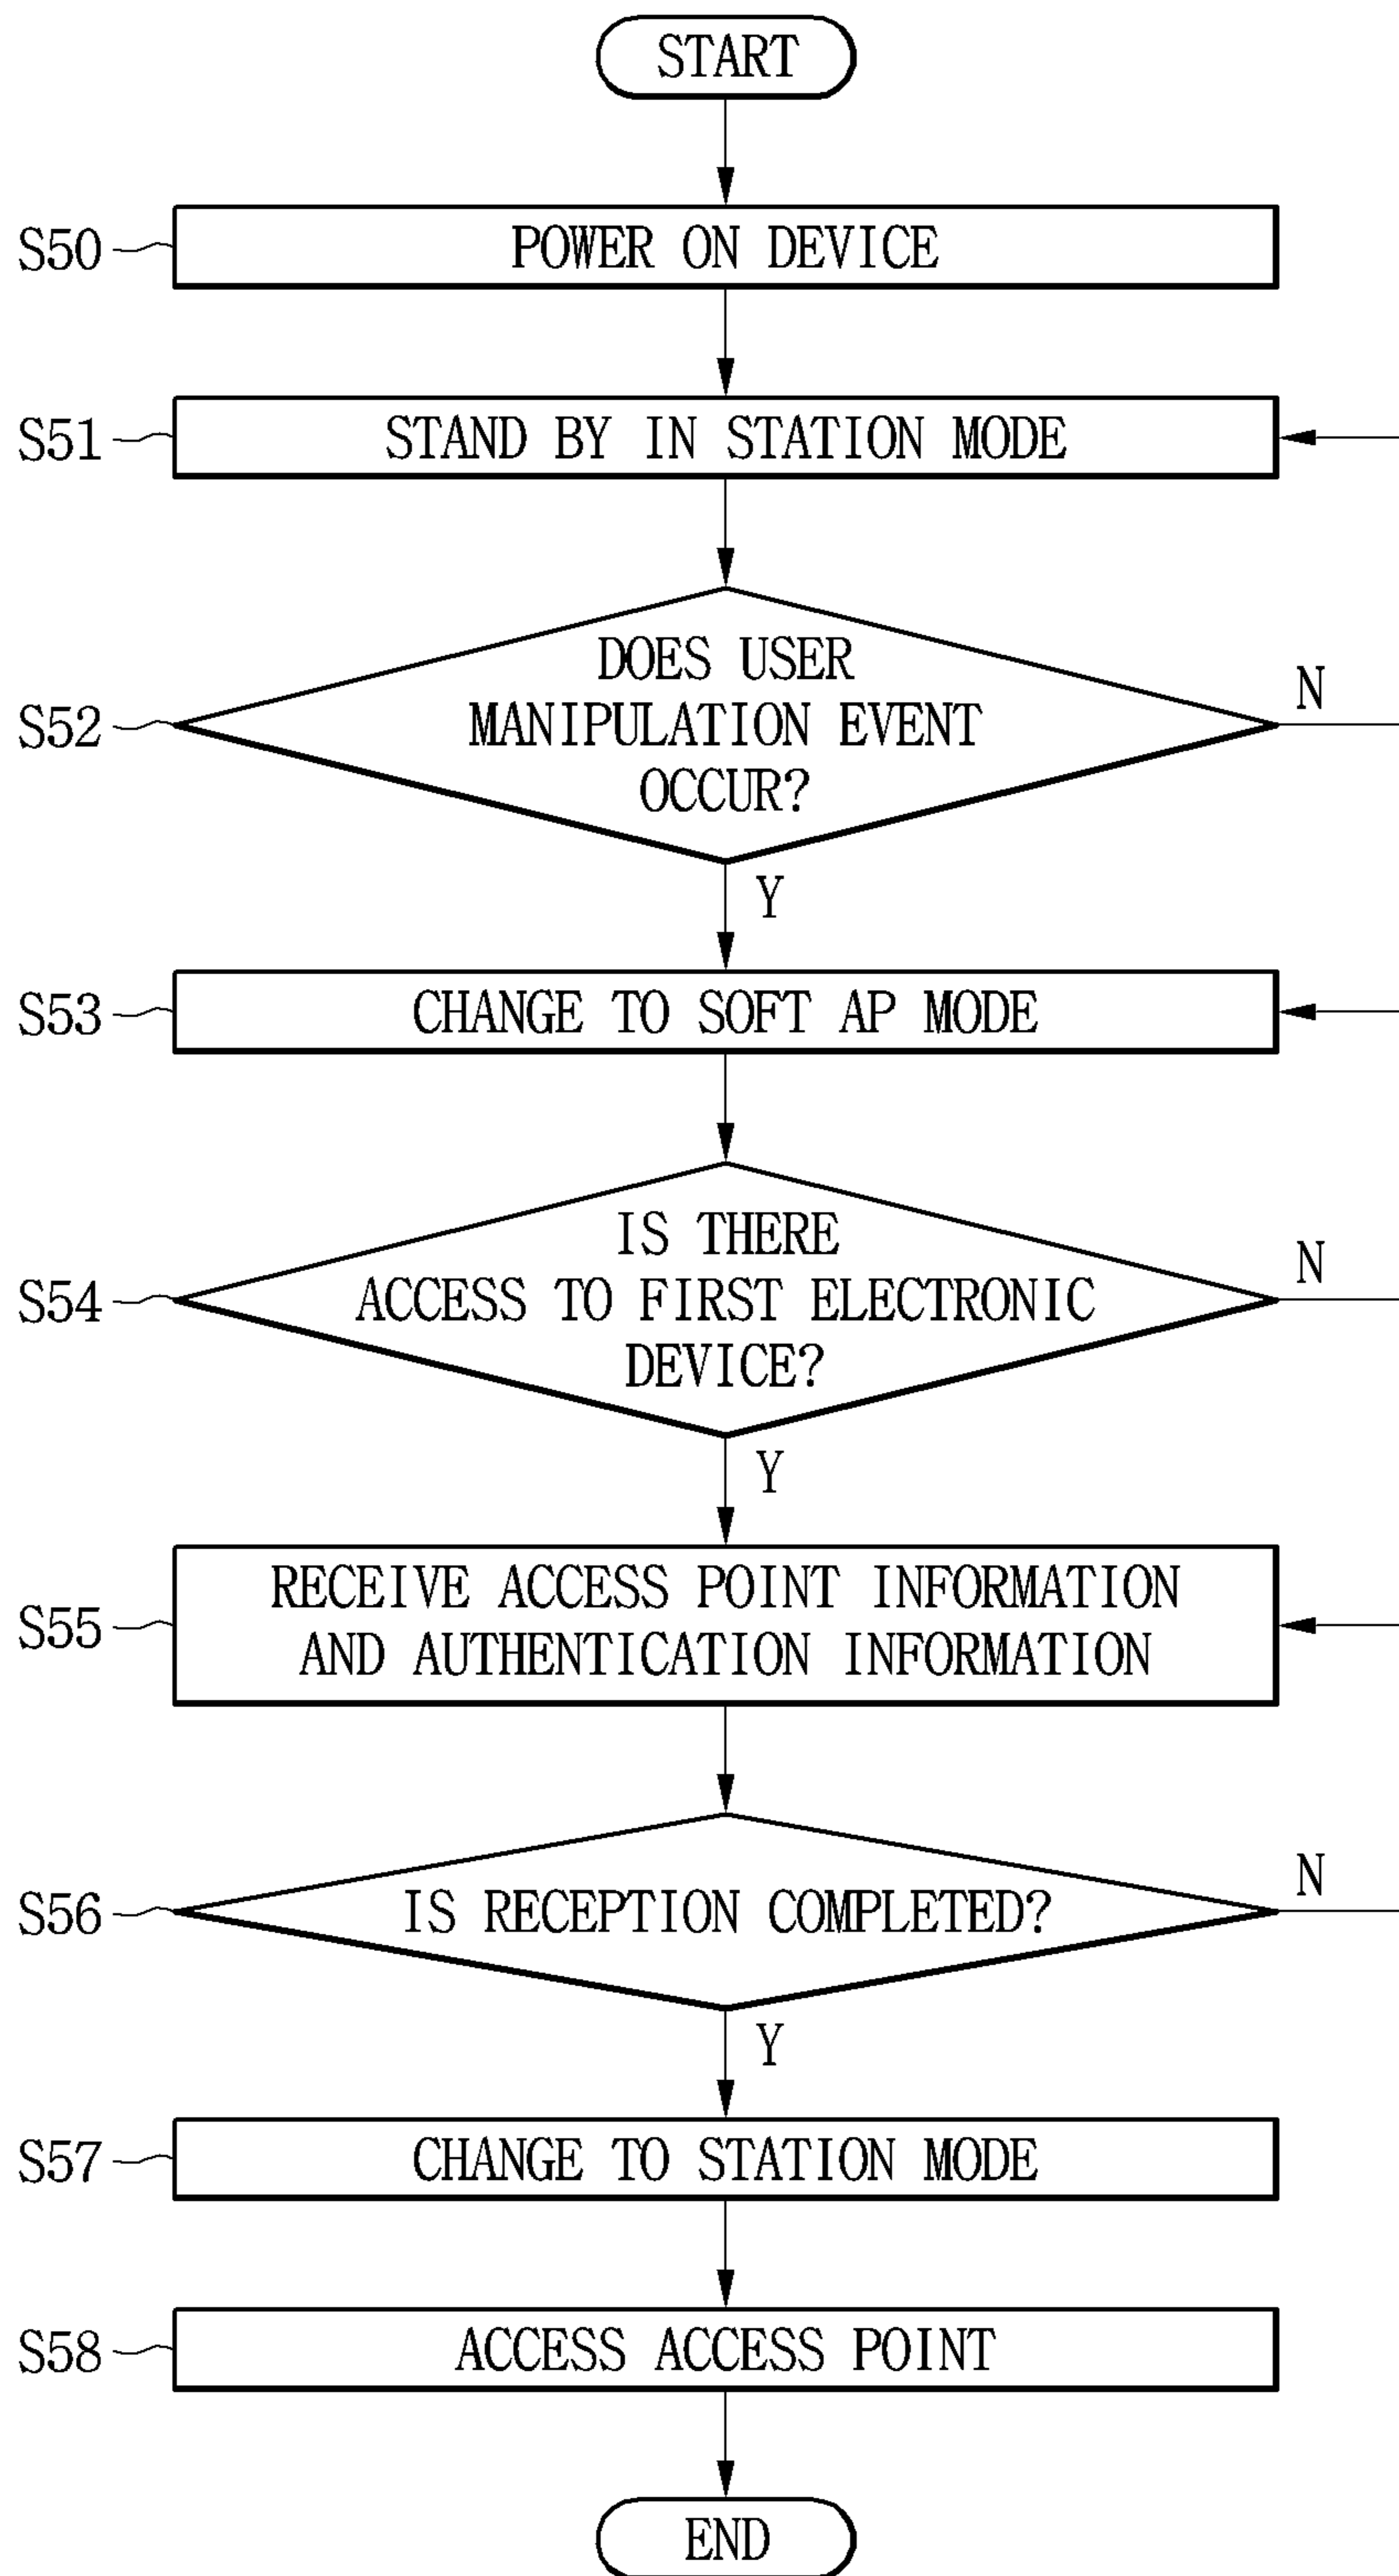 START
S50
POWER ON DEVICE
S51
STAND BY IN STATION MODE
S52
DOES USER
MANIPULATION EVENT
OCCUR?
N
Y
S53
CHANGE TO SOFT AP MODE
S54
IS THERE
ACCESS TO FIRST ELECTRONIC
DEVICE?
N
Y
S55
RECEIVE ACCESS POINT INFORMATION
AND AUTHENTICATION INFORMATION
S56
IS RECEPTION COMPLETED?
N
Y
S57
CHANGE TO STATION MODE
S58
ACCESS ACCESS POINT
END